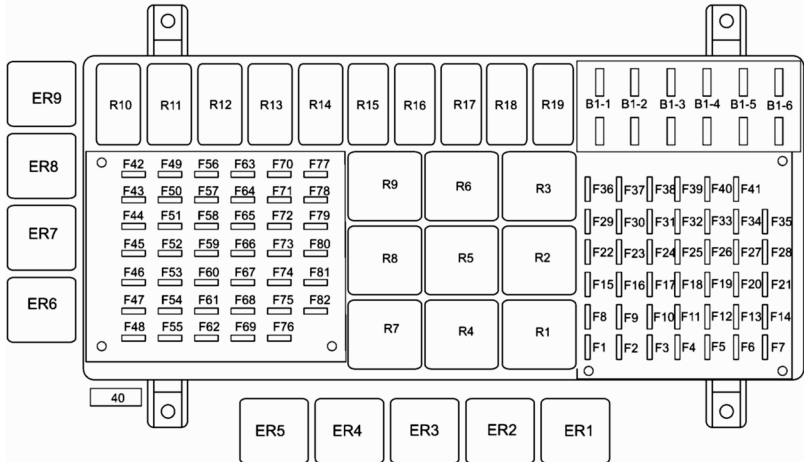 ER9
ER8
ER7
ER6
R10 R11 R12 R13 R14 R15 R16 R17 R18 R19
B1-1 B1-2 B1-3 B1-4 B1-5 B1-6
F42 F49 F56 F63 F70 F77
F43 F50 F57 F64 F71 F78
F44 F51 F58 F65 F72 F79
F45 F52 F59 F66 F73 F80
F46 F53 F60 F67 F74 F81
F47 F54 F61 F68 F75 F82
F48 F55 F62 F69 F76
R9 R6 R3
R8 R5 R2
R7 R4 R1
F36 F37 F38 F39 F40 F41
F29 F30 F31 F32 F33 F34 F35
F22 F23 F24 F25 F26 F27 F28
F15 F16 F17 F18 F19 F20 F21
F8 F9 F10 F11 F12 F13 F14
F1 F2 F3 F4 F5 F6 F7
40
ER5 ER4 ER3 ER2 ER1